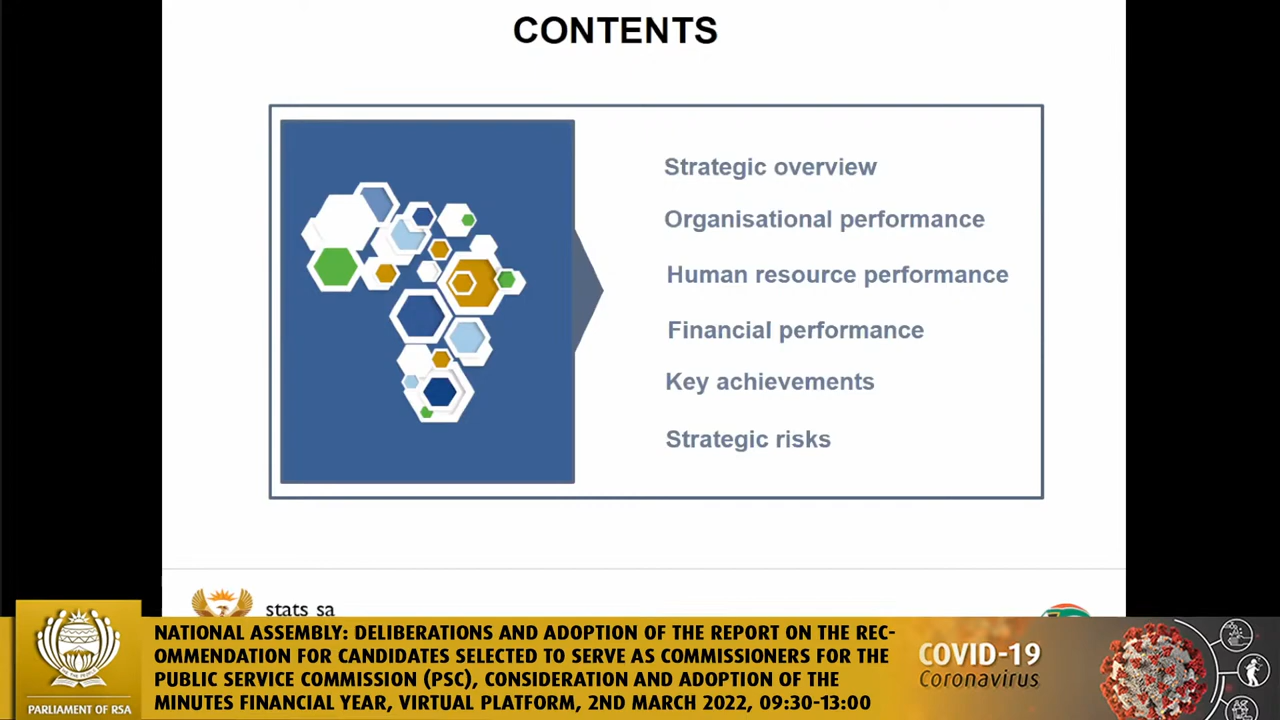 CONTENTS
Strategic overview
Organisational performance
Human resource performance
Financial performance
Key achievements
Strategic risks
stats sa
PARLIAMENT OF RSA
NATIONAL ASSEMBLY: DELIBERATIONS AND ADOPTION OF THE REPORT ON THE REC-
OMMENDATION FOR CANDIDATES SELECTED TO SERVE AS COMMISSIONERS FOR THE
PUBLIC SERVICE COMMISSION (PSC), CONSIDERATION AND ADOPTION OF THE
MINUTES FINANCIAL YEAR, VIRTUAL PLATFORM, 2ND MARCH 2022, 09:30-13:00
COVID-19
Coronavirus